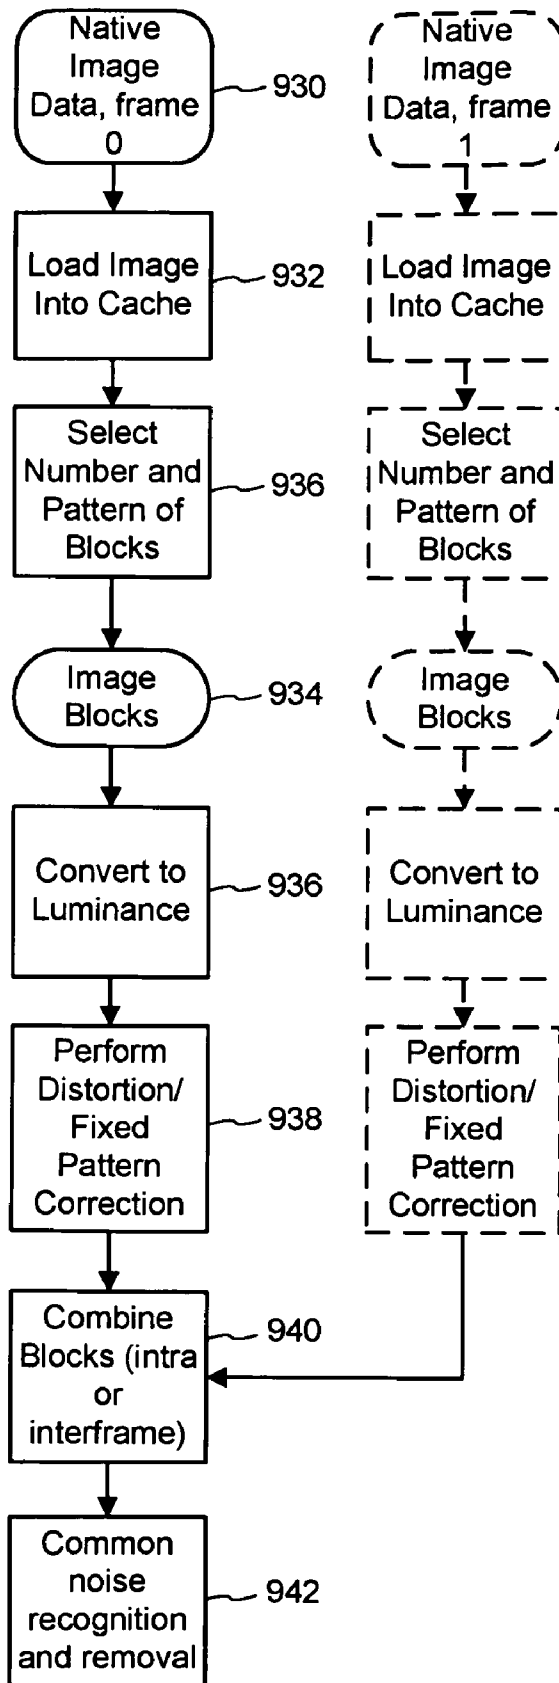 Native
Image
Data, frame
0
930
Load Image
Into Cache
932
Select
Number and
Pattern of
Blocks
936
Image
Blocks
934
Convert to
Luminance
936
Perform
Distortion/
Fixed
Pattern
Correction
938
Combine
Blocks (intra
or
interframe)
940
Common
noise
recognition
and removal
942
Native
Image
Data, frame
1
Load Image
Into Cache
Select
Number and
Pattern of
Blocks
Image
Blocks
Convert to
Luminance
Perform
Distortion/
Fixed
Pattern
Correction